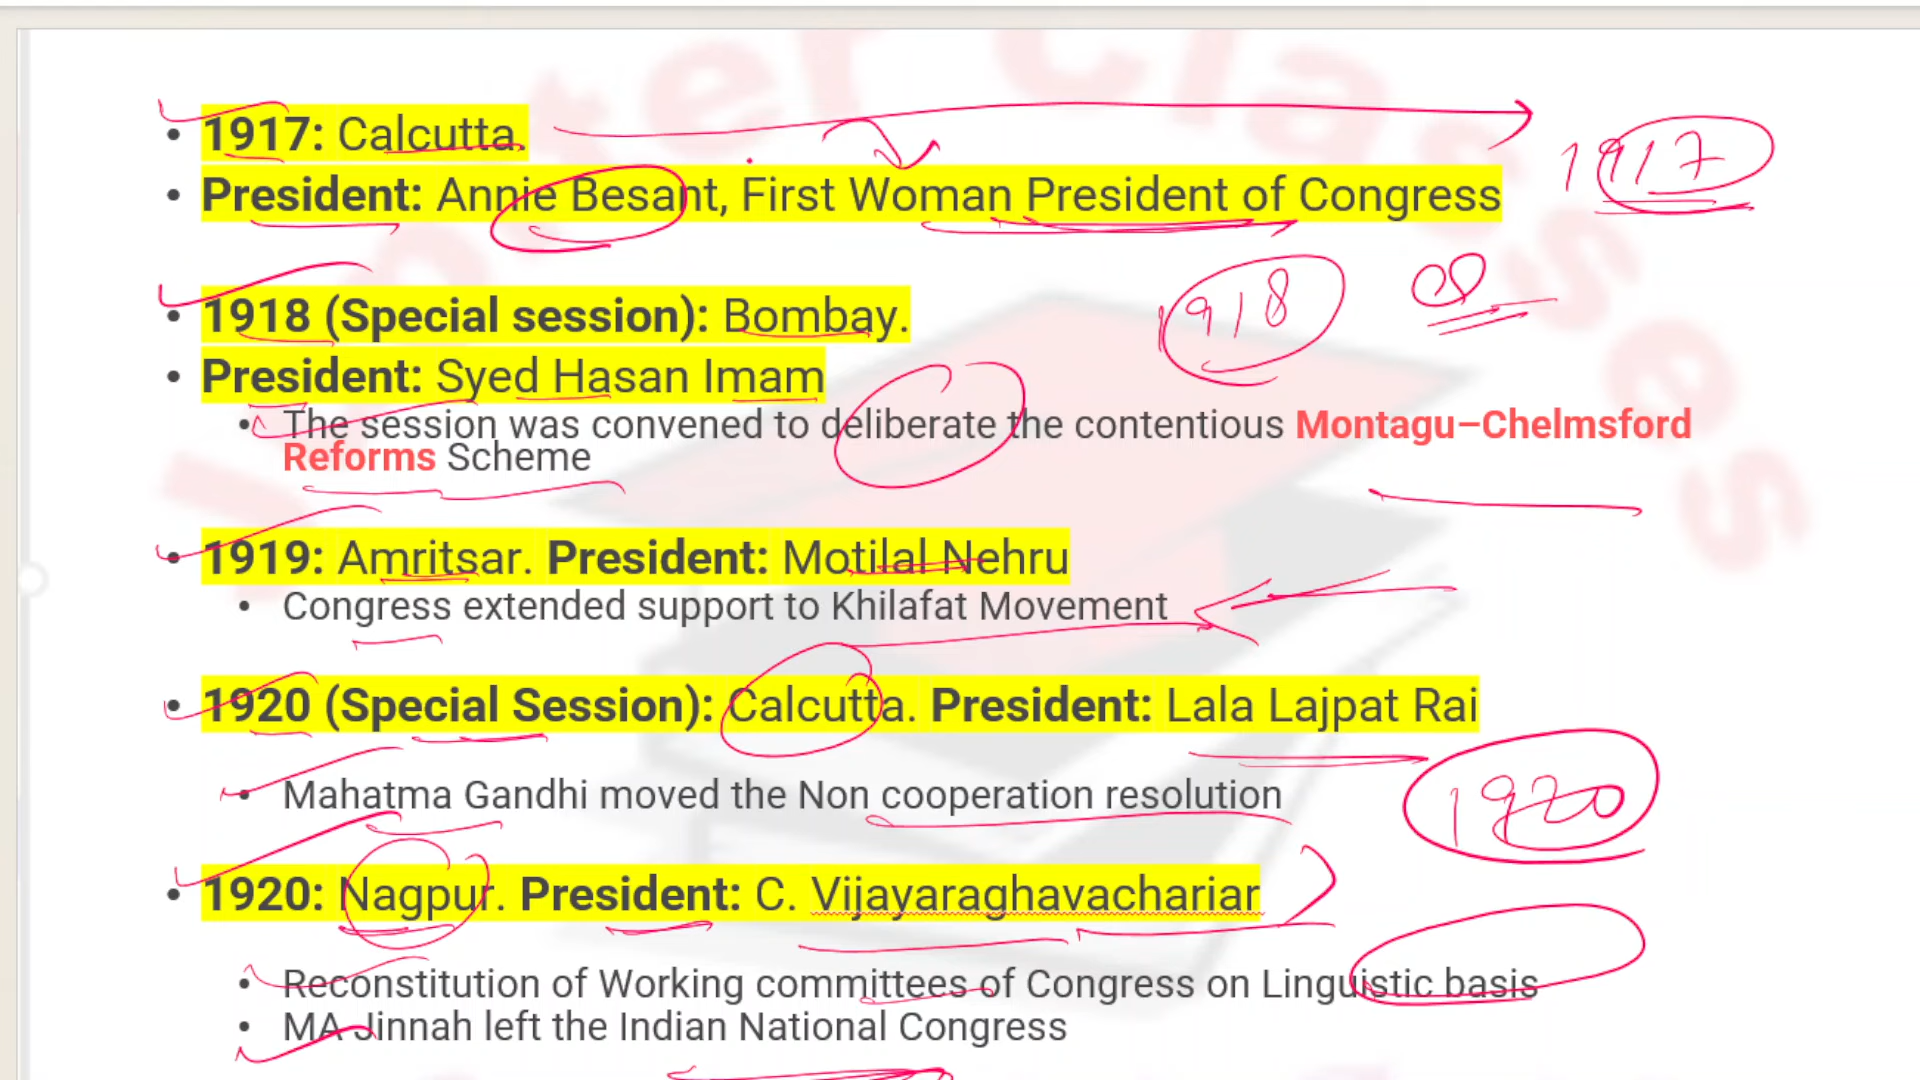 • 1917: Calcutta.
1917
• President: Annie Besant, First Woman President of Congress
• 1918 (Special session): Bombay.
1918
• President: Syed Hasan Imam
• The session was convened to deliberate the contentious Montagu–Chelmsford
Reforms Scheme
• 1919: Amritsar. President: Motilal Nehru
• Congress extended support to Khilafat Movement
• 1920 (Special Session): Calcutta. President: Lala Lajpat Rai
• Mahatma Gandhi moved the Non cooperation resolution
1920
• 1920: Nagpur. President: C. Vijayaraghavachariar
• Reconstitution of Working committees of Congress on Linguistic basis
• MA Jinnah left the Indian National Congress